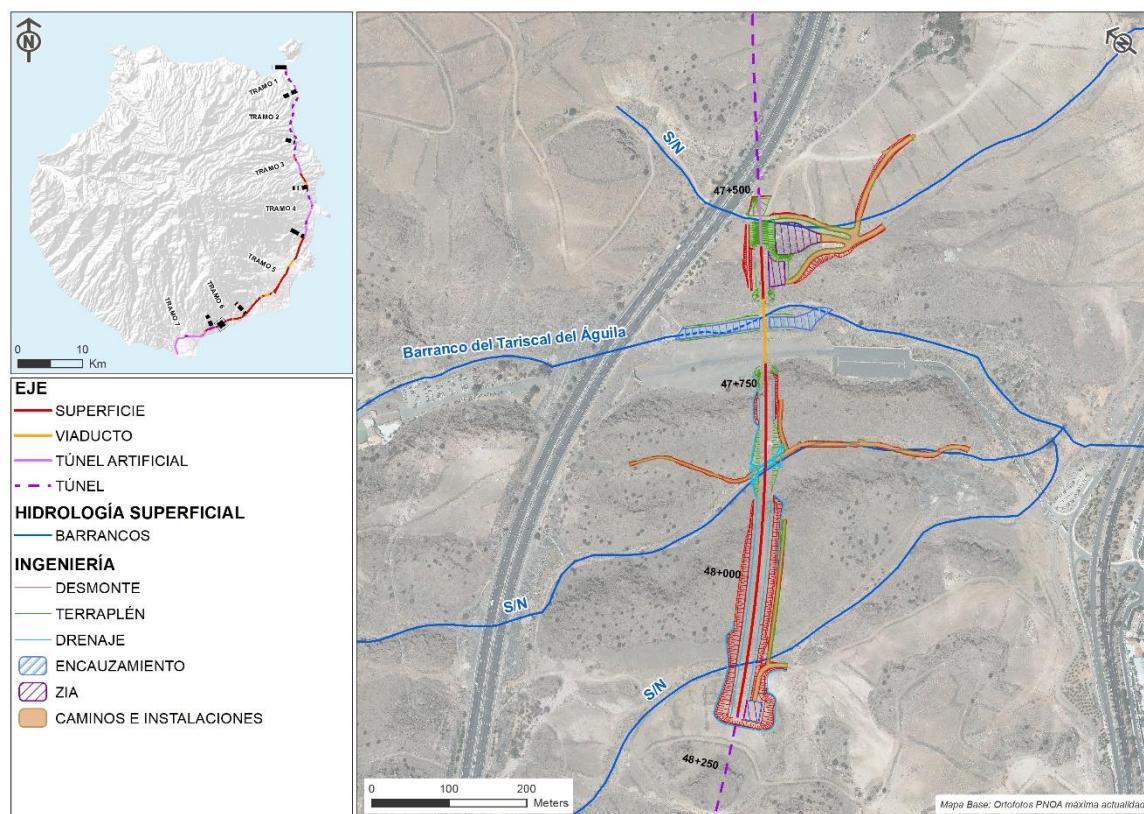 N
TRAMO 1
TRAMO 2
TRAMO 3
TRAMO 4
TRAMO 5
TRAMO 6
TRAMO 7
0 10
Km
EJE
SUPERFICIE
VIADUCTO
TÚNEL ARTIFICIAL
TÚNEL
HIDROLOGÍA SUPERFICIAL
BARRANCOS
INGENIERÍA
DESMONTE
TERRAPLÉN
DRENAJE
ENCAUZAMIENTO
ZIA
CAMINOS E INSTALACIONES
N
S/N
47+500
Barranco del Tariscal del Águila
47+750
48+000
S/N
S/N
48+250
0 100 200
Meters
Mapa Base: Ortofotos PNOA máxima actualidad